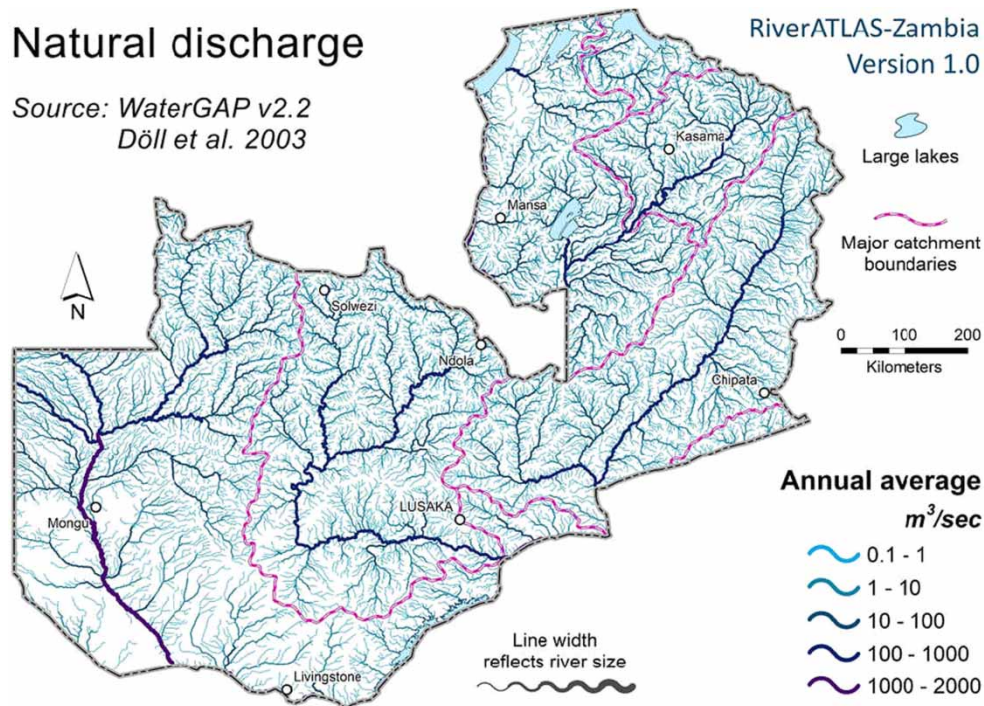 Natural discharge
Source: WaterGAP v2.2
Döll et al. 2003
RiverATLAS-Zambia
Version 1.0
Large lakes
Major catchment
boundaries
N
0 100 200
Kilometers
Kasama
Mansa
Solwezi
Ndola
Chipata
LUSAKA
Mongu
Livingstone
Line width
reflects river size
Annual average
m³/sec
0.1 - 1
1 - 10
10 - 100
100 - 1000
1000 - 2000